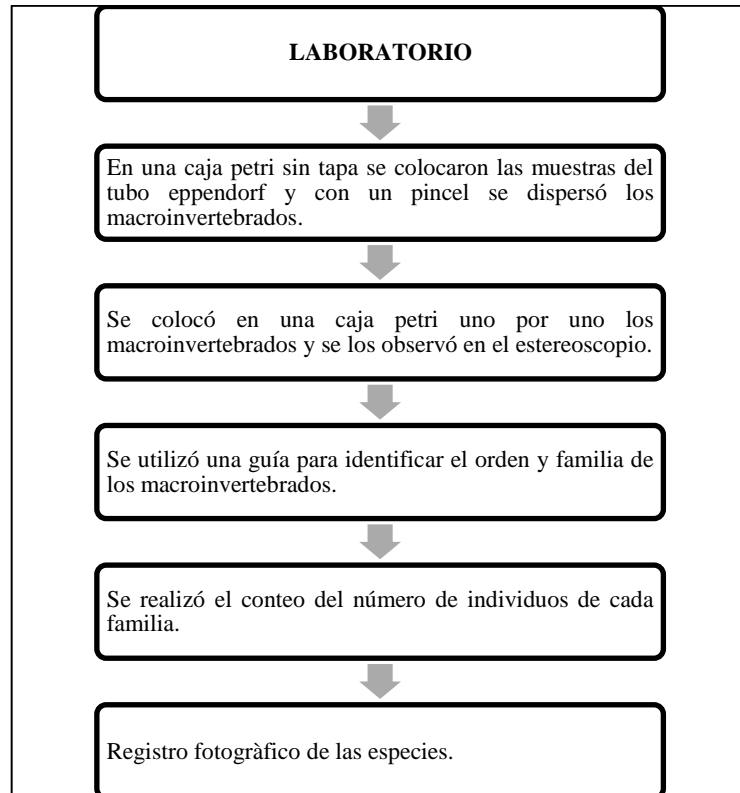 LABORATORIO
En una caja petri sin tapa se colocaron las muestras del
tubo eppendorf y con un pincel se dispersó los
macroinvertebrados.
Se colocó en una caja petri uno por uno los
macroinvertebrados y se los observó en el estereoscopio.
Se utilizó una guía para identificar el orden y familia de
los macroinvertebrados.
Se realizó el conteo del número de individuos de cada
familia.
Registro fotogràfico de las especies.